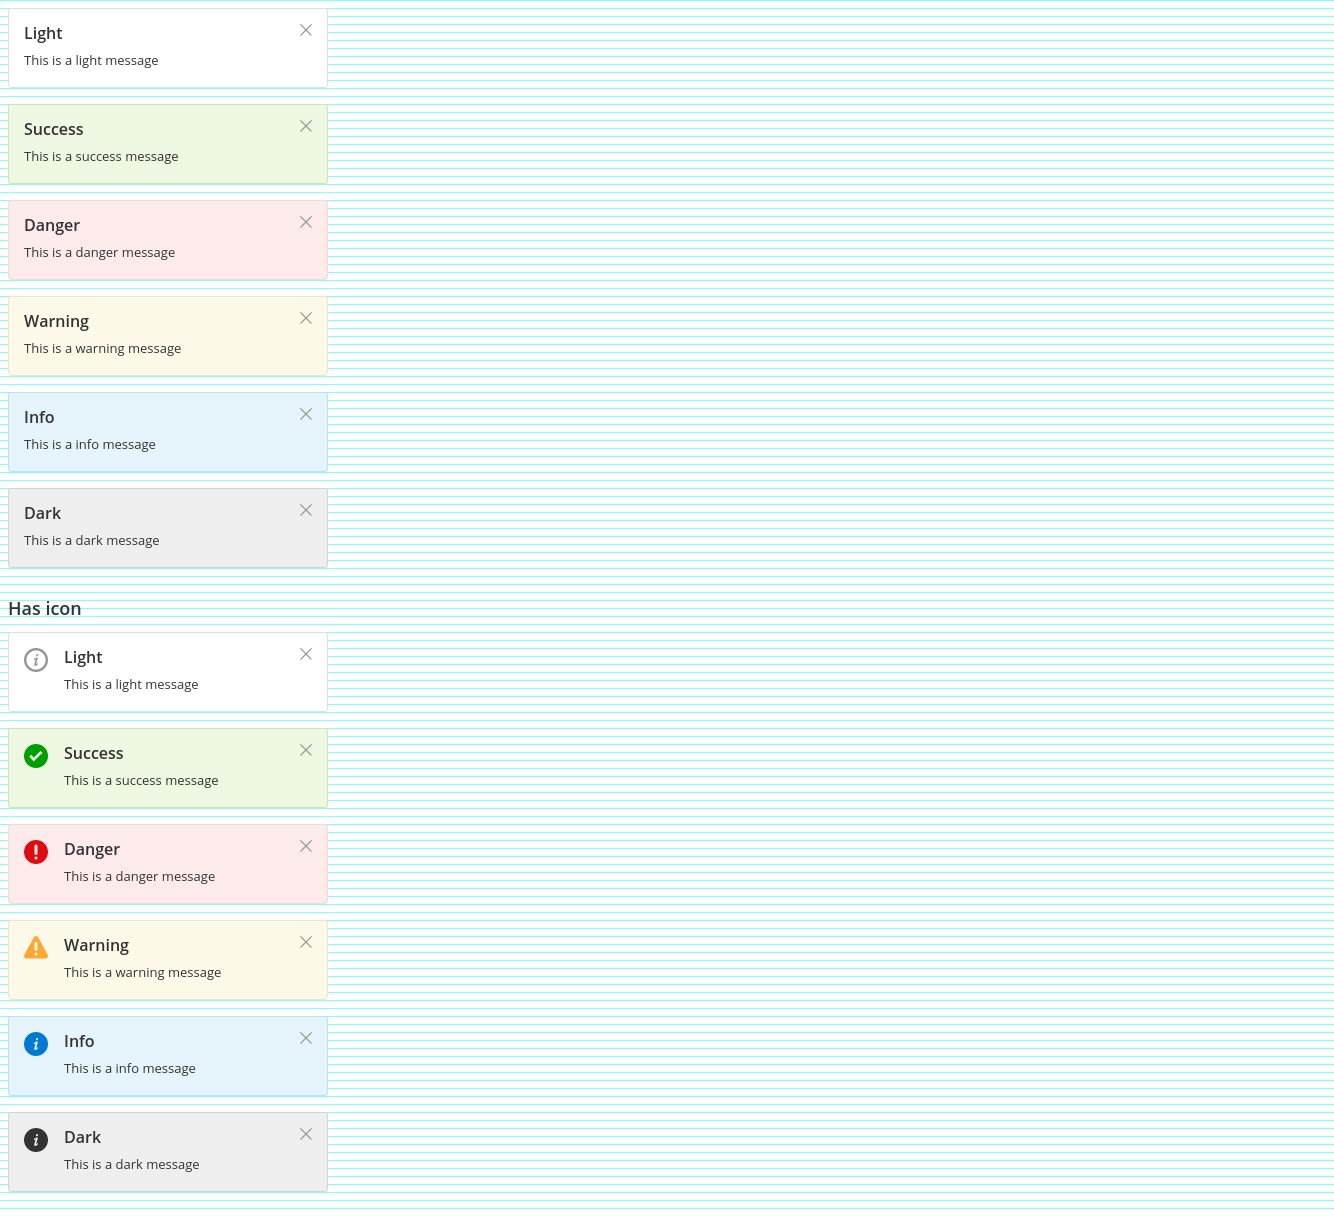 Light
This is a light message
Success
This is a success message
Danger
This is a danger message
Warning
This is a warning message
Info
This is a info message
Dark
This is a dark message
Has icon
Light
This is a light message
Success
This is a success message
Danger
This is a danger message
Warning
This is a warning message
Info
This is a info message
Dark
This is a dark message